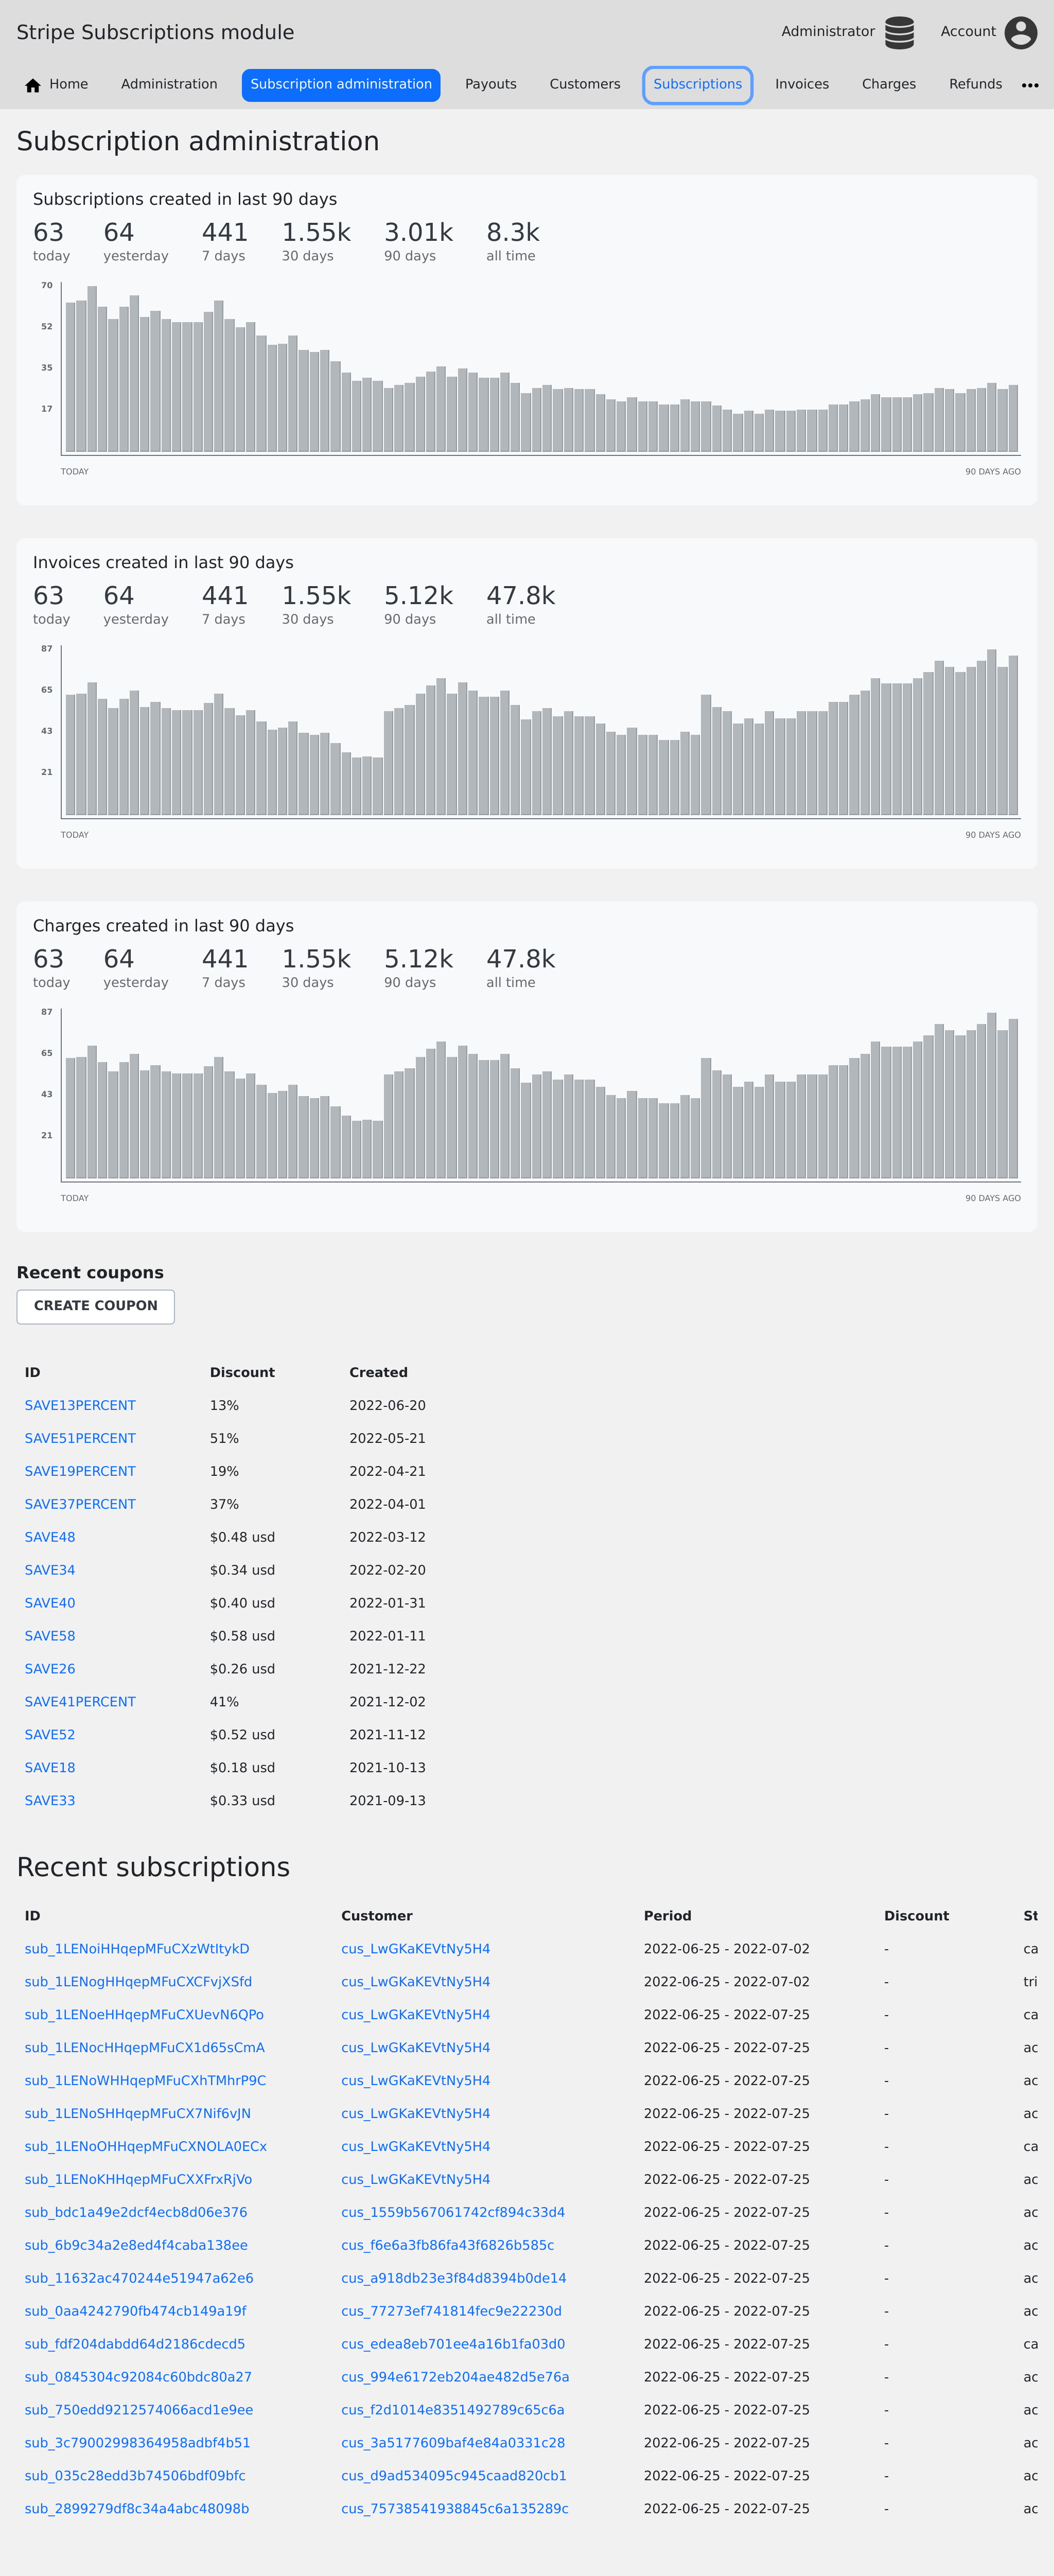 Stripe Subscriptions module
Administrator Account
Home Administration Subscription administration Payouts Customers Subscriptions Invoices Charges Refunds •••
Subscription administration
Subscriptions created in last 90 days
63 64 441 1.55k 3.01k 8.3k
today yesterday 7 days 30 days 90 days all time
70
52
35
17
TODAY 90 DAYS AGO
Invoices created in last 90 days
63 64 441 1.55k 5.12k 47.8k
today yesterday 7 days 30 days 90 days all time
87
65
43
21
TODAY 90 DAYS AGO
Charges created in last 90 days
63 64 441 1.55k 5.12k 47.8k
today yesterday 7 days 30 days 90 days all time
87
65
43
21
TODAY 90 DAYS AGO
Recent coupons
CREATE COUPON
ID Discount Created
SAVE13PERCENT 13% 2022-06-20
SAVE51PERCENT 51% 2022-05-21
SAVE19PERCENT 19% 2022-04-21
SAVE37PERCENT 37% 2022-04-01
SAVE48 $0.48 usd 2022-03-12
SAVE34 $0.34 usd 2022-02-20
SAVE40 $0.40 usd 2022-01-31
SAVE58 $0.58 usd 2022-01-11
SAVE26 $0.26 usd 2021-12-22
SAVE41PERCENT 41% 2021-12-02
SAVE52 $0.52 usd 2021-11-12
SAVE18 $0.18 usd 2021-10-13
SAVE33 $0.33 usd 2021-09-13
Recent subscriptions
ID Customer Period Discount St
sub_1LENoiHHqepMFuCXzWtltykD cus_LwGKaKEVtNy5H4 2022-06-25 - 2022-07-02 - ca
sub_1LENogHHqepMFuCXCFvjXSfd cus_LwGKaKEVtNy5H4 2022-06-25 - 2022-07-02 - tri
sub_1LENoeHHqepMFuCXUevN6QPo cus_LwGKaKEVtNy5H4 2022-06-25 - 2022-07-25 - ca
sub_1LENocHHqepMFuCX1d65sCmA cus_LwGKaKEVtNy5H4 2022-06-25 - 2022-07-25 - ac
sub_1LENoWHHqepMFuCXhTMhrP9C cus_LwGKaKEVtNy5H4 2022-06-25 - 2022-07-25 - ac
sub_1LENoSHHqepMFuCX7Nif6vJN cus_LwGKaKEVtNy5H4 2022-06-25 - 2022-07-25 - ac
sub_1LENoOHHqepMFuCXNOLA0ECx cus_LwGKaKEVtNy5H4 2022-06-25 - 2022-07-25 - ca
sub_1LENoKHHqepMFuCXXFrxRjVo cus_LwGKaKEVtNy5H4 2022-06-25 - 2022-07-25 - ac
sub_bdc1a49e2dcf4ecb8d06e376 cus_1559b567061742cf894c33d4 2022-06-25 - 2022-07-25 - ac
sub_6b9c34a2e8ed4f4caba138ee cus_f6e6a3fb86fa43f6826b585c 2022-06-25 - 2022-07-25 - ac
sub_11632ac470244e51947a62e6 cus_a918db23e3f84d8394b0de14 2022-06-25 - 2022-07-25 - ac
sub_0aa4242790fb474cb149a19f cus_77273ef741814fec9e22230d 2022-06-25 - 2022-07-25 - ac
sub_fdf204dabdd64d2186cdecd5 cus_edea8eb701ee4a16b1fa03d0 2022-06-25 - 2022-07-25 - ca
sub_0845304c92084c60bdc80a27 cus_994e6172eb204ae482d5e76a 2022-06-25 - 2022-07-25 - ac
sub_750edd9212574066acd1e9ee cus_f2d1014e8351492789c65c6a 2022-06-25 - 2022-07-25 - ac
sub_3c79002998364958adbf4b51 cus_3a5177609baf4e84a0331c28 2022-06-25 - 2022-07-25 - ac
sub_035c28edd3b74506bdf09bfc cus_d9ad534095c945caad820cb1 2022-06-25 - 2022-07-25 - ac
sub_2899279df8c34a4abc48098b cus_75738541938845c6a135289c 2022-06-25 - 2022-07-25 - ac